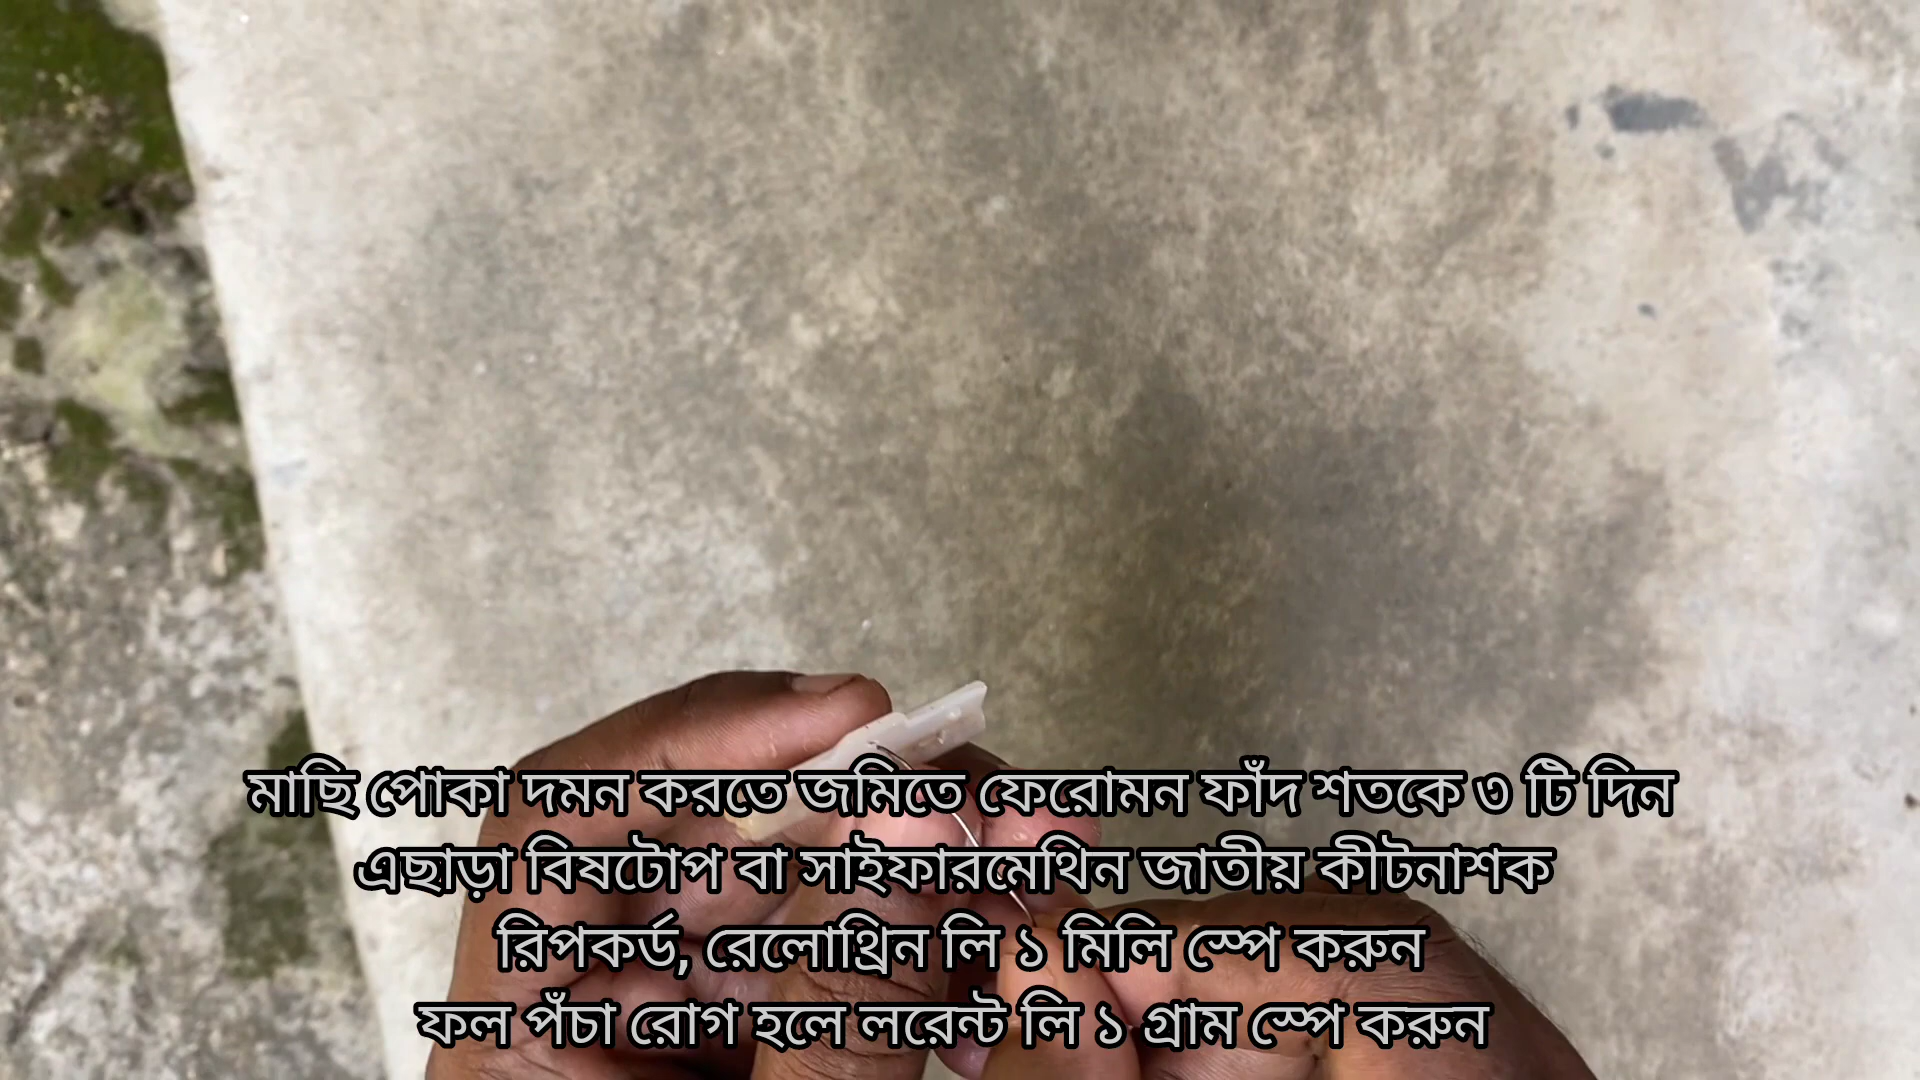 মাছি পোকা দমন করতে জমিতে ফেরোমন ফাঁদ শতকে ৩ টি দিন
এছাড়া বিষটোপ বা সাইফারমেথিন জাতীয় কীটনাশক
রিপকর্ড, রেলোথ্রিন লি ১ মিলি স্পে করুন
ফল পঁচা রোগ হলে লরেন্ট লি ১ গ্রাম স্পে করুন